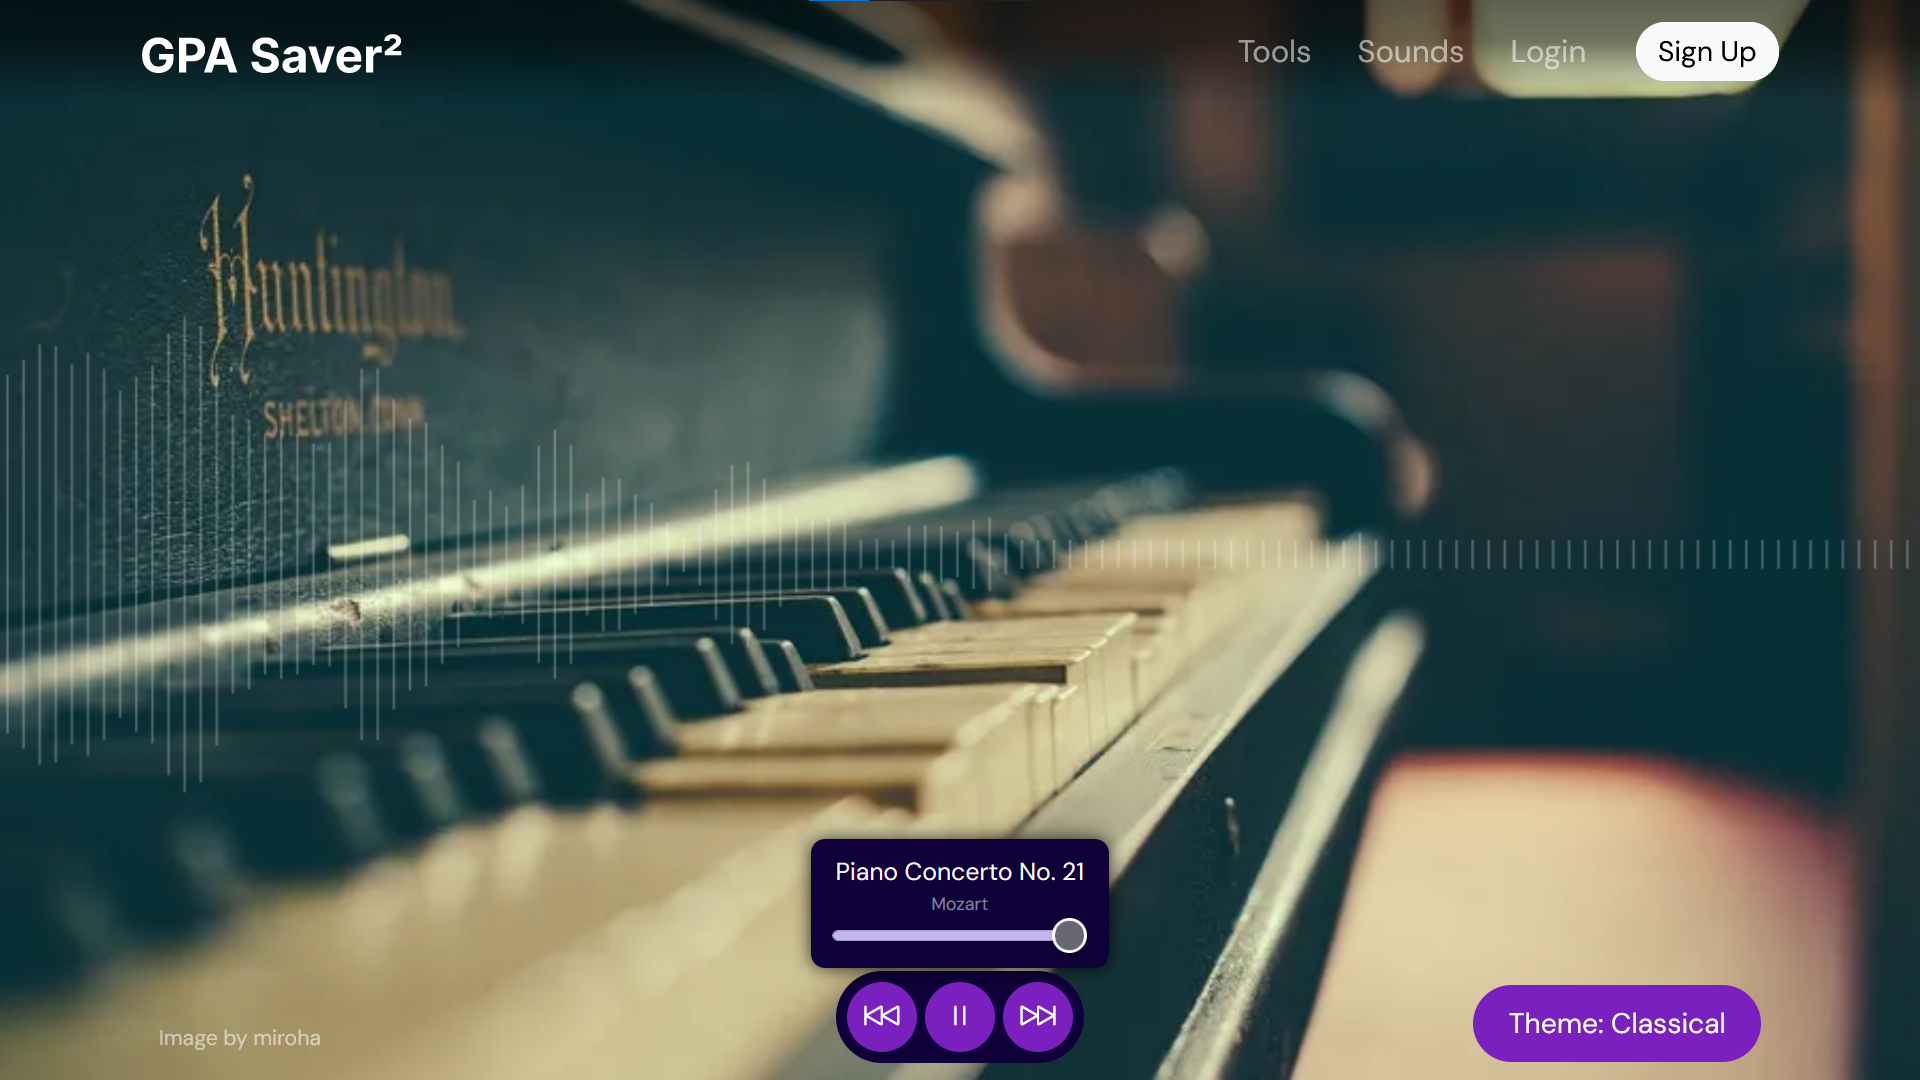 GPA Saver²
Tools
Sounds
Login
Sign Up
Huntington
SHELTON, CONN.
Piano Concerto No. 21
Mozart
Image by miroha
Theme: Classical